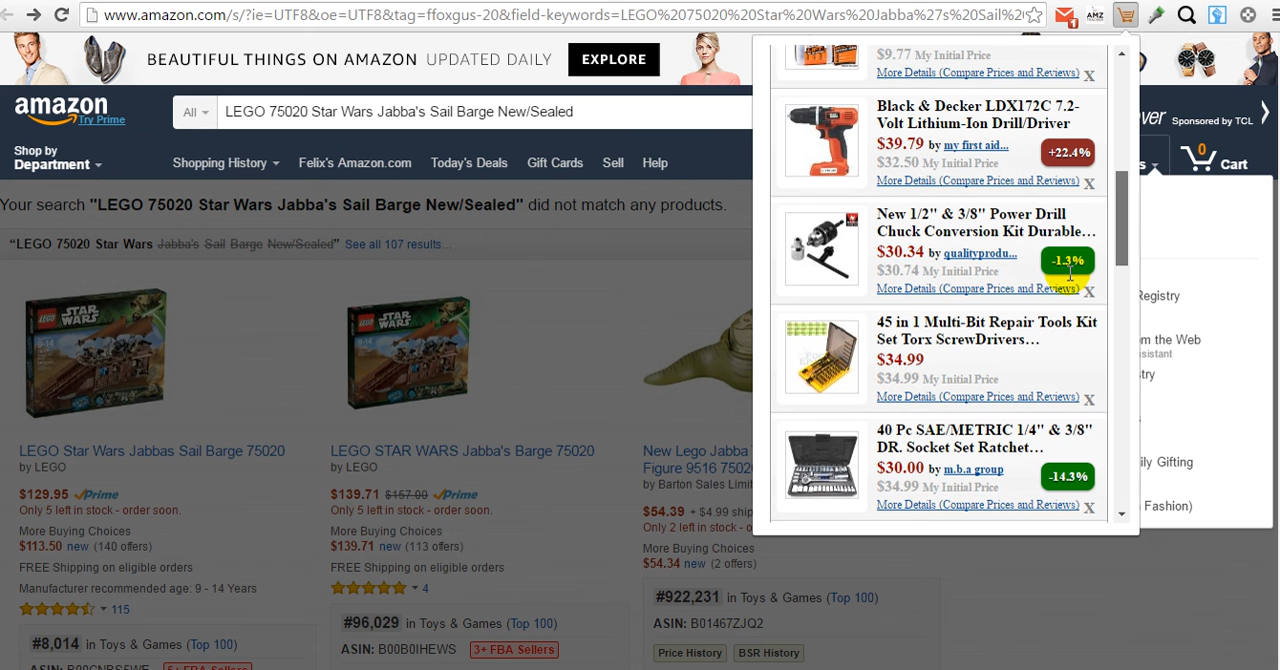 www.amazon.com/s/?ie=UTF8&oe=UTF8&tag=ffoxgus-20&field-keywords=LEGO%2075020%20Star%20Wars%20Jabba%27s%20Sail%20
1
AMZ
BEAUTIFUL THINGS ON AMAZON UPDATED DAILY EXPLORE
amazon
Try Prime
All
LEGO 75020 Star Wars Jabba's Sail Barge New/Sealed
Sponsored by TCL
Shop by
Department
Shopping History
Felix's Amazon.com
Today's Deals
Gift Cards
Sell
Help
0
Cart
Your search "LEGO 75020 Star Wars Jabba's Sail Barge New/Sealed" did not match any products.
“LEGO 75020 Star Wars Jabba's Sail Barge New/Sealed” See all 107 results...
$9.77 My Initial Price
More Details (Compare Prices and Reviews) X
Black & Decker LDX172C 7.2-
Volt Lithium-Ion Drill/Driver
$39.79 by my first aid...
+22.4%
$32.50 My Initial Price
More Details (Compare Prices and Reviews) X
New 1/2" & 3/8" Power Drill
Chuck Conversion Kit Durable...
$30.34 by qualityprodu...
-1.3%
$30.74 My Initial Price
More Details (Compare Prices and Reviews) X
45 in 1 Multi-Bit Repair Tools Kit
Set Torx ScrewDrivers...
$34.99
$34.99 My Initial Price
More Details (Compare Prices and Reviews) X
40 Pc SAE/METRIC 1/4" & 3/8"
DR. Socket Set Ratchet...
$30.00 by m.b.a group
-14.3%
$34.99 My Initial Price
More Details (Compare Prices and Reviews) X
Registry
m the Web
sistant
stry
ily Gifting
Fashion)
LEGO Star Wars Jabbas Sail Barge 75020
by LEGO
$129.95 Prime
Only 5 left in stock - order soon.
More Buying Choices
$113.50 new (140 offers)
FREE Shipping on eligible orders
Manufacturer recommended age: 9 - 14 Years
115
#8,014 in Toys & Games (Top 100)
LEGO STAR WARS Jabba's Barge 75020
by LEGO
$139.71 $157.00 Prime
Only 5 left in stock - order soon.
More Buying Choices
$139.71 new (113 offers)
FREE Shipping on eligible orders
4
#96,029 in Toys & Games (Top 100)
ASIN: B00B0IHEWS 3+ FBA Sellers
New Lego Jabba
Figure 9516 7502
by Barton Sales Limi
$54.39 + $4.99 ship
Only 2 left in stock -
More Buying Choices
$54.34 new (2 offers)
#922,231 in Toys & Games (Top 100)
ASIN: B01467ZJQ2
Price History
BSR History